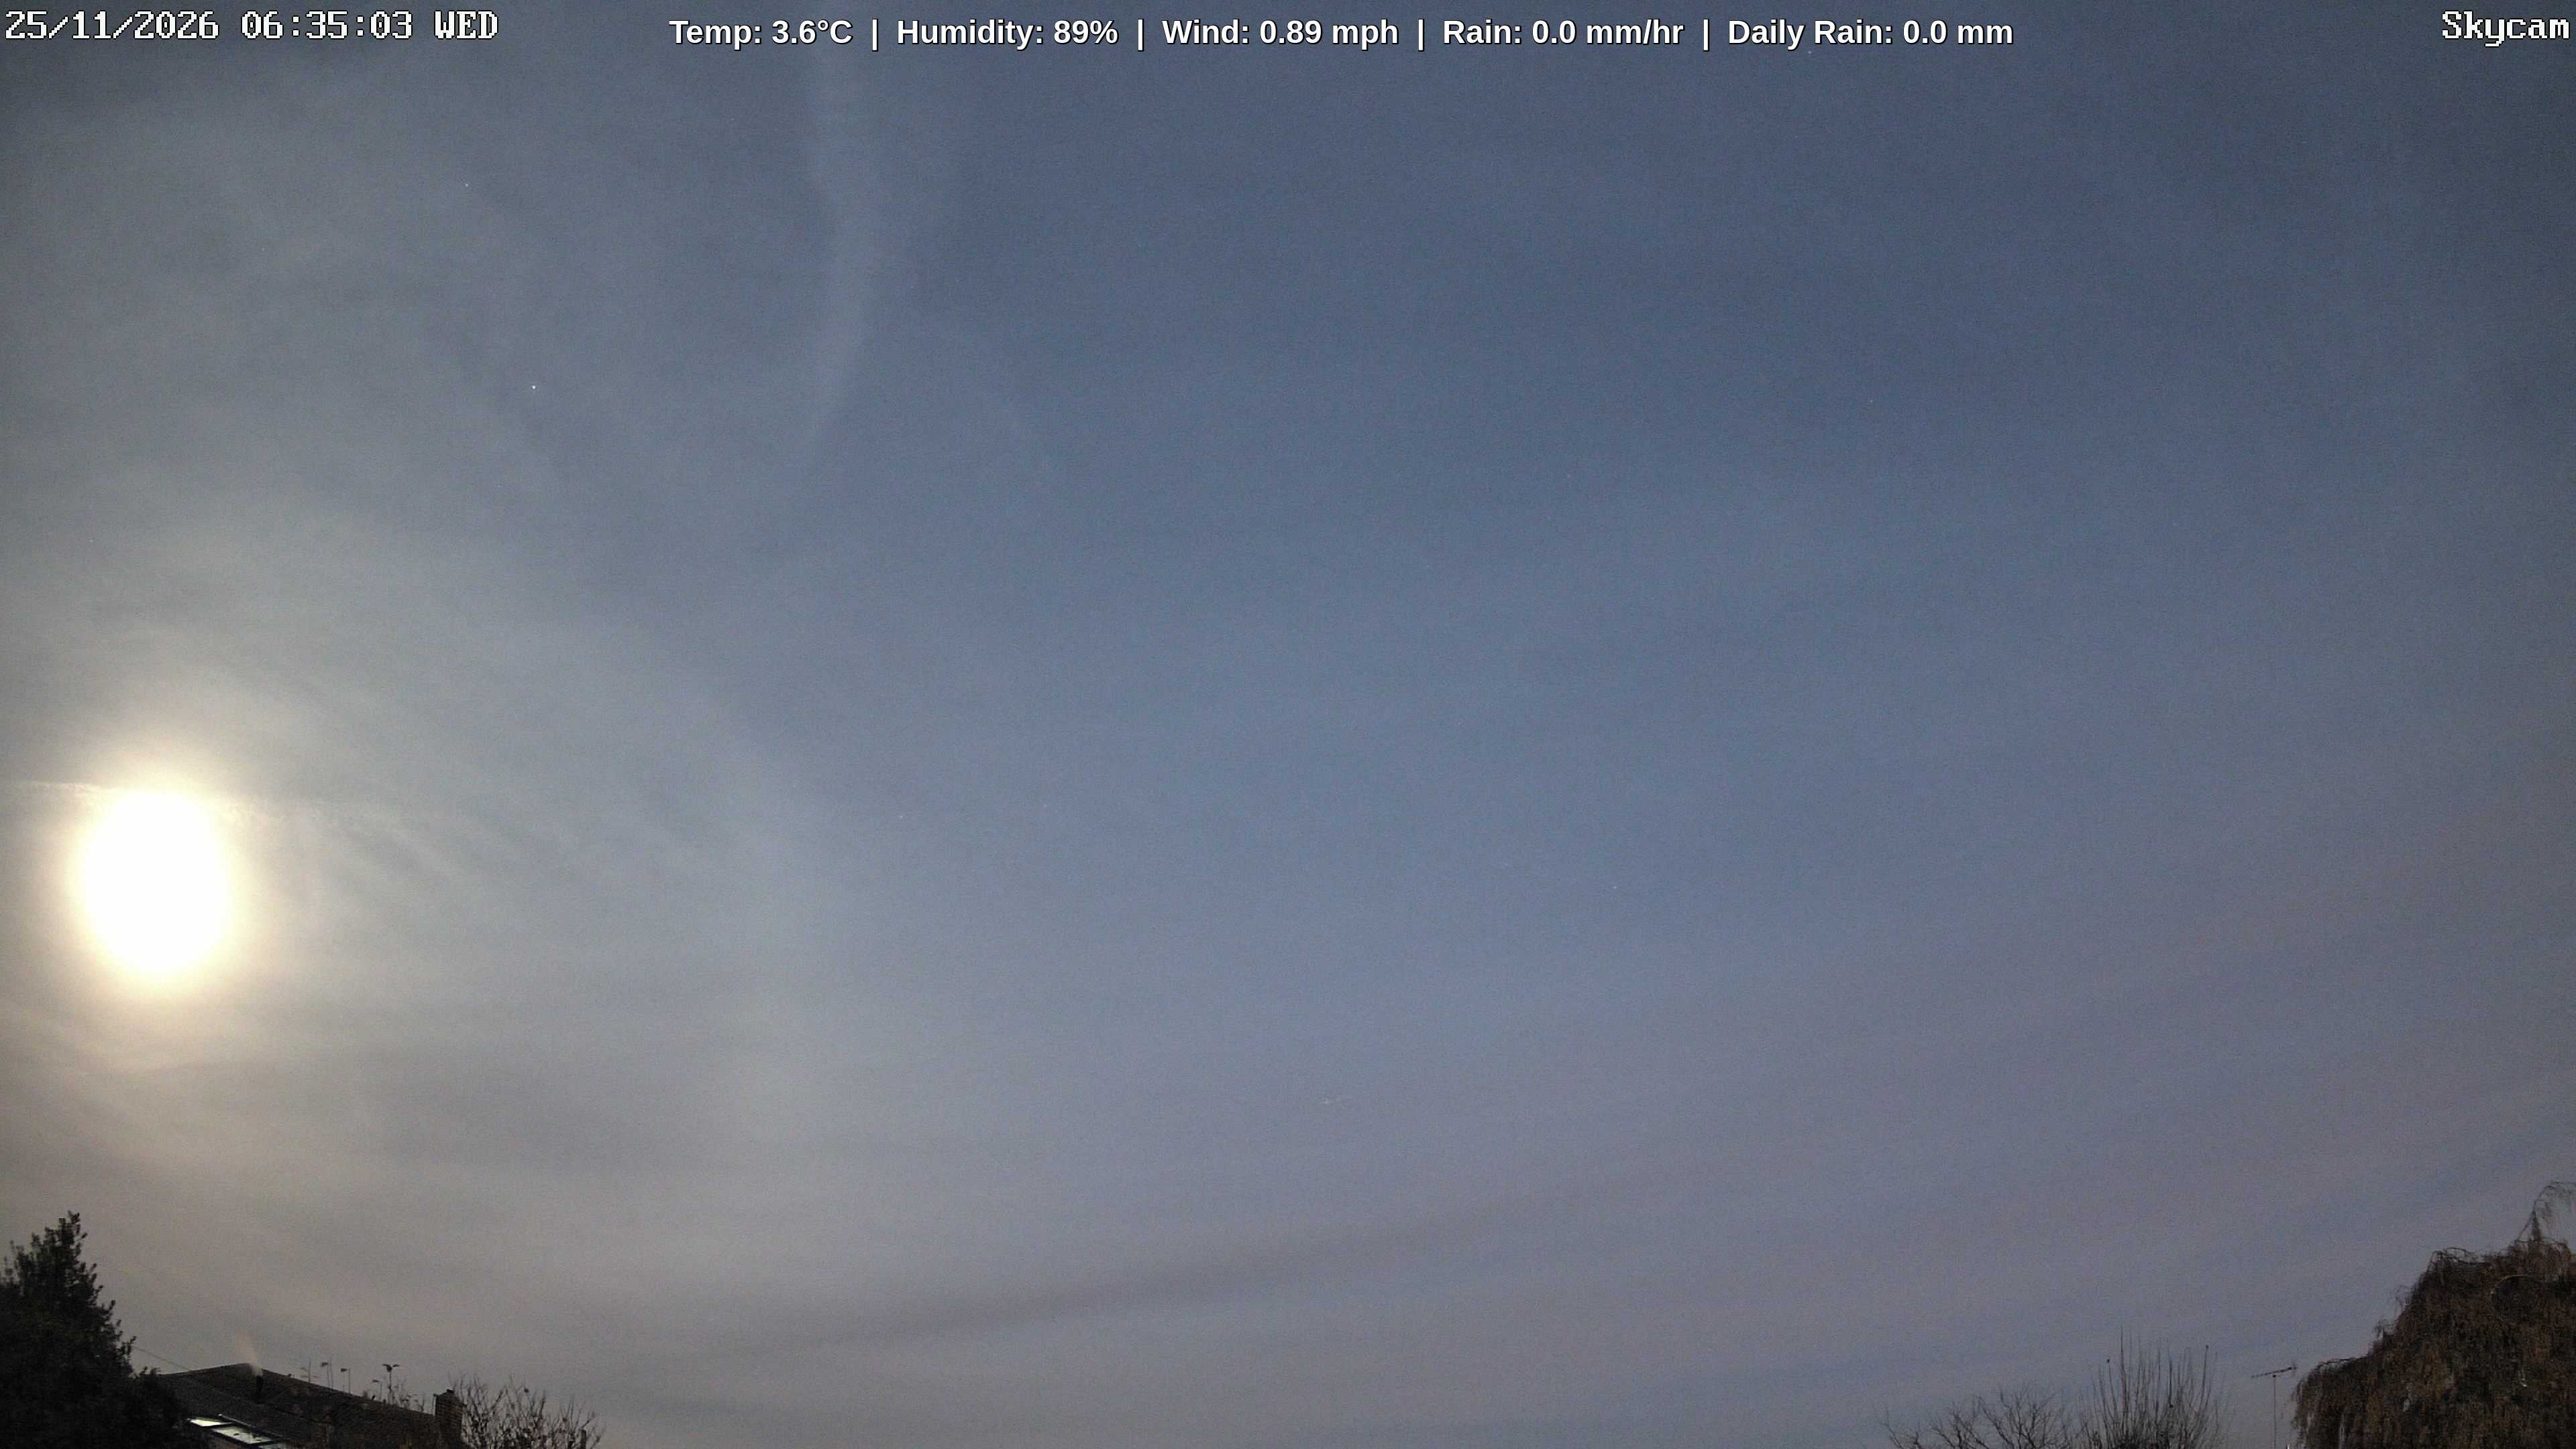 25/11/2026 06:35:03 WED
Temp: 3.6°C | Humidity: 89% | Wind: 0.89 mph | Rain: 0.0 mm/hr | Daily Rain: 0.0 mm
Skycam